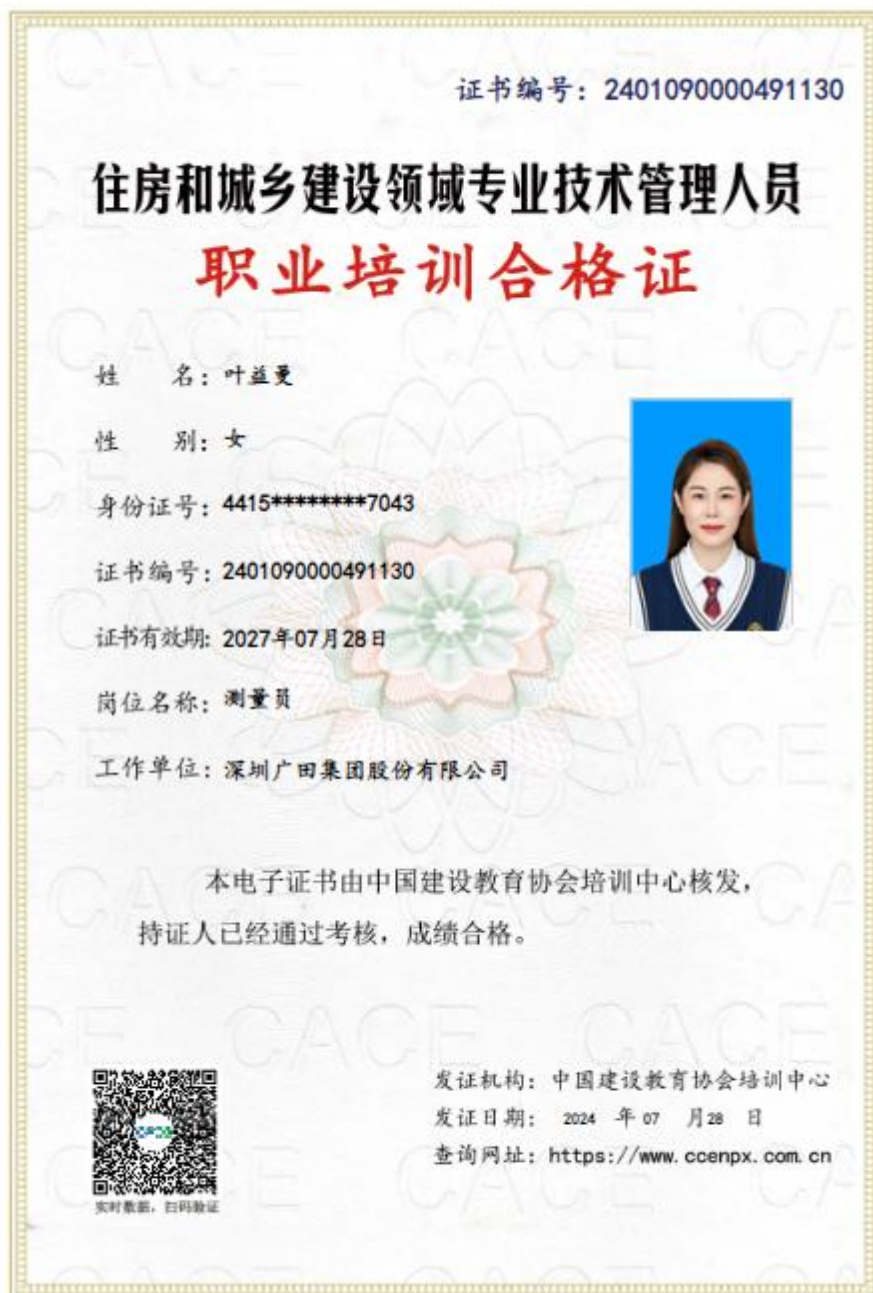 证书编号：2401090000491130
住房和城乡建设领域专业技术管理人员
职业培训合格证
姓 名：叶益曼
性 别：女
身份证号：4415********7043
证书编号：2401090000491130
证书有效期：2027年07月28日
岗位名称：测量员
工作单位：深圳广田集团股份有限公司
本电子证书由中国建设教育协会培训中心核发，
持证人已经通过考核，成绩合格。
发证机构：中国建设教育协会培训中心
发证日期： 2024 年 07 月 28 日
查询网址：https://www.ccenpx.com.cn
实时数据，扫码验证
CACE